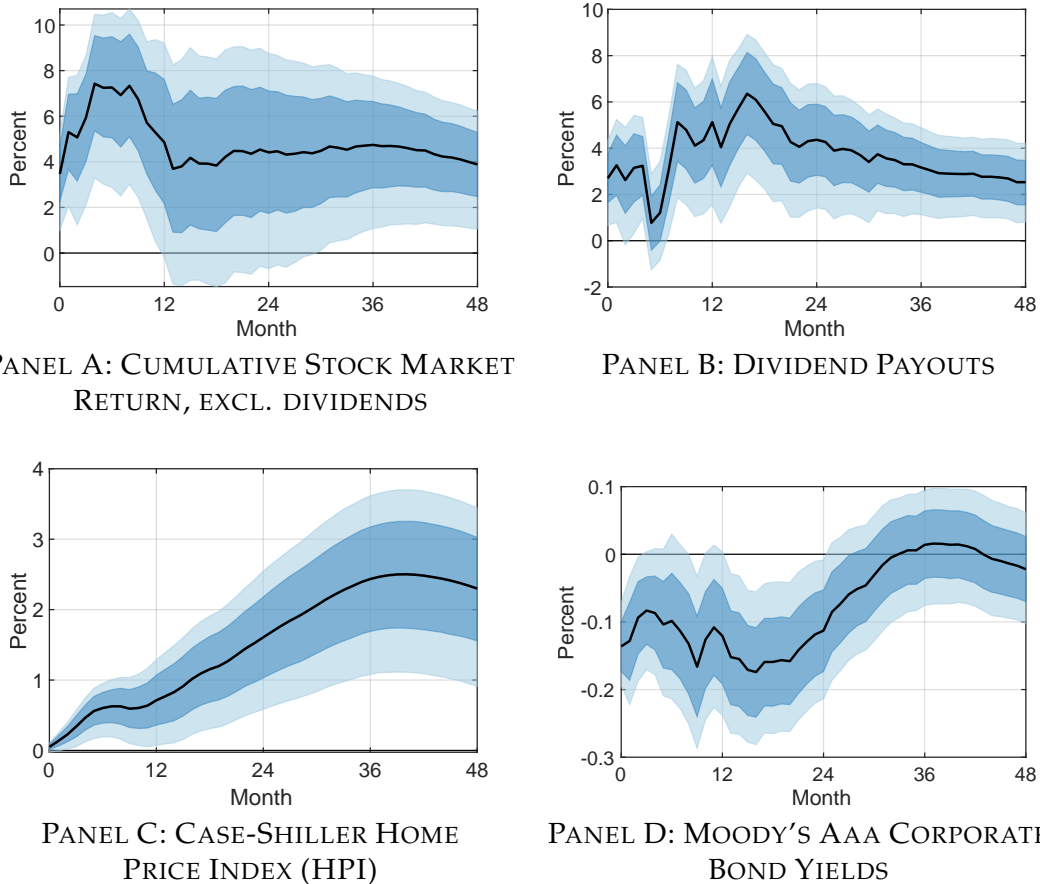 10
8
6
4
2
0
Percent
0
12
24
36
48
Month
PANEL A: CUMULATIVE STOCK MARKET
RETURN, EXCL. DIVIDENDS
10
8
6
4
2
0
-2
Percent
0
12
24
36
48
Month
PANEL B: DIVIDEND PAYOUTS
4
3
2
1
0
Percent
0
12
24
36
48
Month
PANEL C: CASE-SHILLER HOME
PRICE INDEX (HPI)
0.1
0
-0.1
-0.2
-0.3
Percent
0
12
24
36
48
Month
PANEL D: MOODY'S AAA CORPORATE
BOND YIELDS